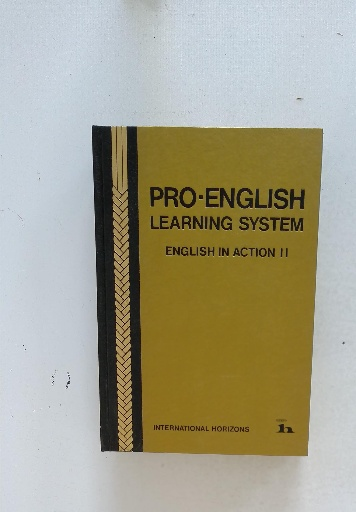 PRO·ENGLISH
LEARNING SYSTEM
ENGLISH IN ACTION II
INTERNATIONAL HORIZONS
h